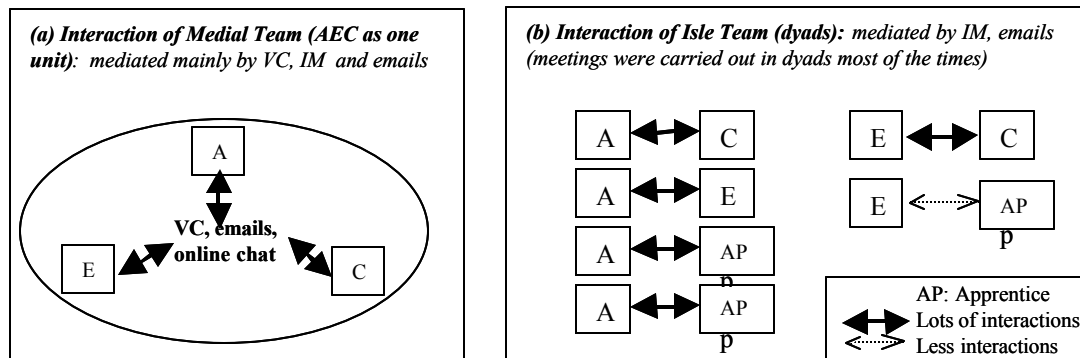 (a) Interaction of Medial Team (AEC as one
unit): mediated mainly by VC, IM and emails
A
VC, emails,
online chat
E
C
(b) Interaction of Isle Team (dyads): mediated by IM, emails
(meetings were carried out in dyads most of the times)
A
C
A
E
A
AP
p
A
AP
p
E
C
E
AP
p
AP: Apprentice
Lots of interactions
Less interactions